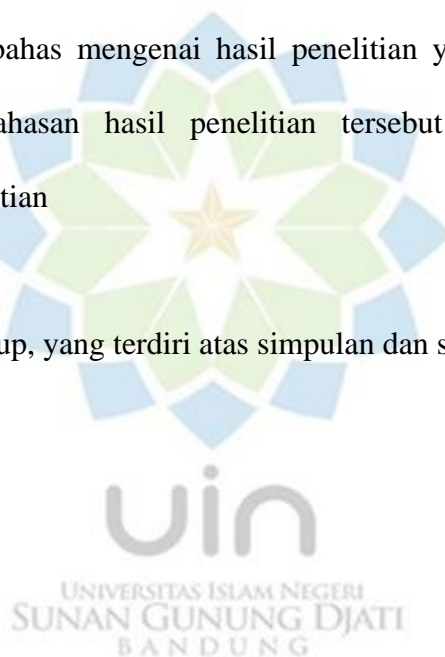 bahas mengenai hasil penelitian y
ahasan hasil penelitian tersebut
tian
up, yang terdiri atas simpulan dan s
uin
UNIVERSITAS ISLAM NEGERI
SUNAN GUNUNG DJATI
BANDUNG